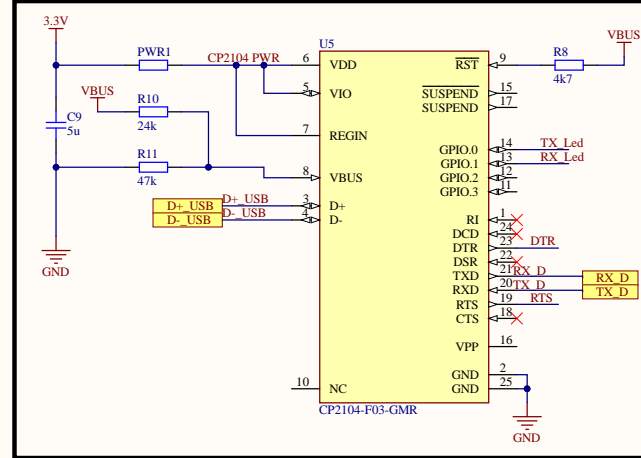 3.3V
U5
VBUS
PWR1
CP2104 PWR
6 VDD
RST 9
R8
4k7
5 VIO
SUSPEND 15
SUSPEND 17
VBUS
R10
24k
C9
5u
7 REGIN
GPIO.0 14 TX_Led
GPIO.1 13 RX_Led
GPIO.2 12
GPIO.3 11
R11
47k
8 VBUS
D+_USB D+_USB 3 D+
D-_USB D-_USB 4 D-
RI 1
DCD 24
DTR 23 DTR
DSR 22
TXD 21 RX_D RX_D
RXD 20 TX_D TX_D
RTS 19 RTS
CTS 18
GND
VPP 16
GND 2
10 NC
GND 25
CP2104-F03-GMR
GND